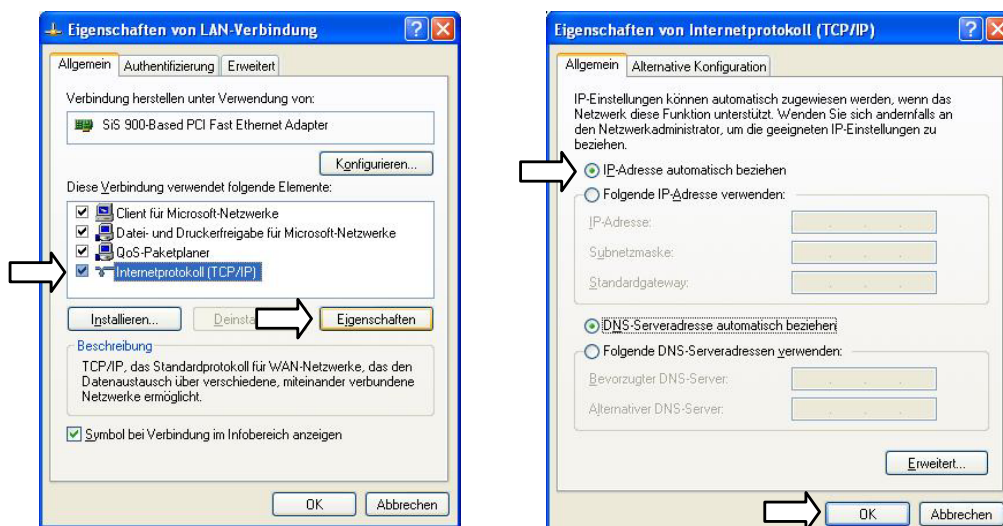 Eigenschaften von LAN-Verbindung
Allgemein
Authentifizierung
Erweitert
Verbindung herstellen unter Verwendung von:
SiS 900-Based PCI Fast Ethernet Adapter
Konfigurieren...
Diese Verbindung verwendet folgende Elemente:
Client für Microsoft-Netzwerke
Datei- und Druckerfreigabe für Microsoft-Netzwerke
QoS-Paketplaner
Internetprotokoll (TCP/IP)
Installieren...
Deinsta
Eigenschaften
Beschreibung
TCP/IP, das Standardprotokoll für WAN-Netzwerke, das den
Datenaustausch über verschiedene, miteinander verbundene
Netzwerke ermöglicht.
Symbol bei Verbindung im Infobereich anzeigen
OK
Abbrechen
Eigenschaften von Internetprotokoll (TCP/IP)
Allgemein
Alternative Konfiguration
IP-Einstellungen können automatisch zugewiesen werden, wenn das
Netzwerk diese Funktion unterstützt. Wenden Sie sich andernfalls an
den Netzwerkadministrator, um die geeigneten IP-Einstellungen zu
beziehen.
IP-Adresse automatisch beziehen
Folgende IP-Adresse verwenden:
IP-Adresse:
Subnetzmaske:
Standardgateway:
DNS-Serveradresse automatisch beziehen
Folgende DNS-Serveradressen verwenden:
Bevorzugter DNS-Server:
Alternativer DNS-Server:
Erweitert...
OK
Abbrechen